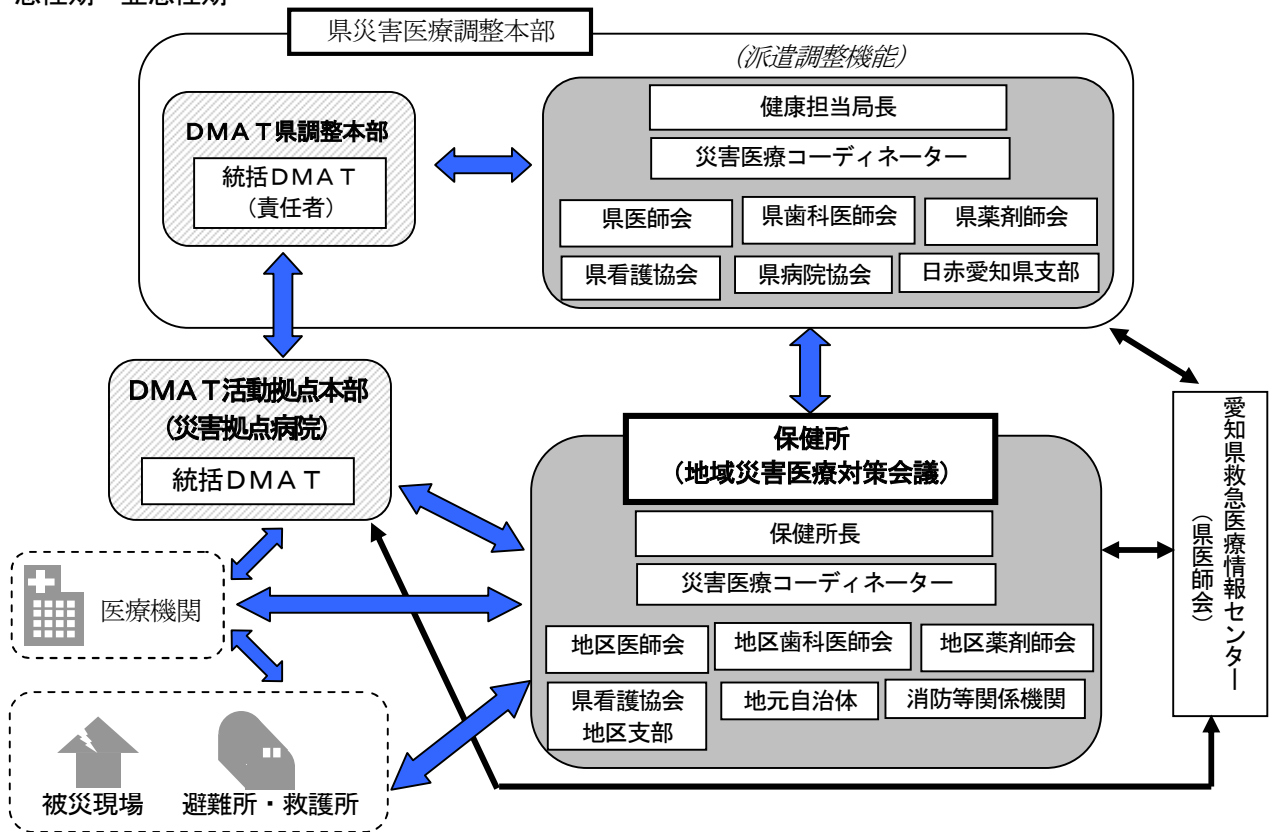 県災害医療調整本部
(派遣調整機能)
健康担当局長
災害医療コーディネーター
県医師会
県歯科医師会
県薬剤師会
県看護協会
県病院協会
日赤愛知県支部
DMAT県調整本部
統括DMAT
(責任者)
DMAT活動拠点本部
(災害拠点病院)
統括DMAT
保健所
(地域災害医療対策会議)
保健所長
災害医療コーディネーター
地区医師会
地区歯科医師会
地区薬剤師会
県看護協会
地区支部
地元自治体
消防等関係機関
愛知県救急医療情報センター
(県医師会)
医療機関
被災現場
避難所・救護所